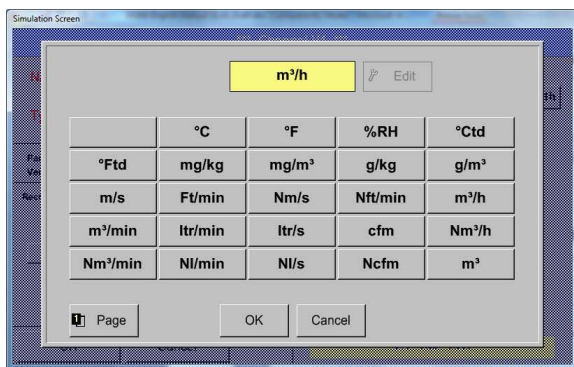 Simulation Screen
m³/h Edit
°C °F %RH °Ctd
°Ftd mg/kg mg/m³ g/kg g/m³
m/s Ft/min Nm/s Nft/min m³/h
m³/min ltr/min ltr/s cfm Nm³/h
Nm³/min Nl/min Nl/s Ncfm m³
1 Page OK Cancel